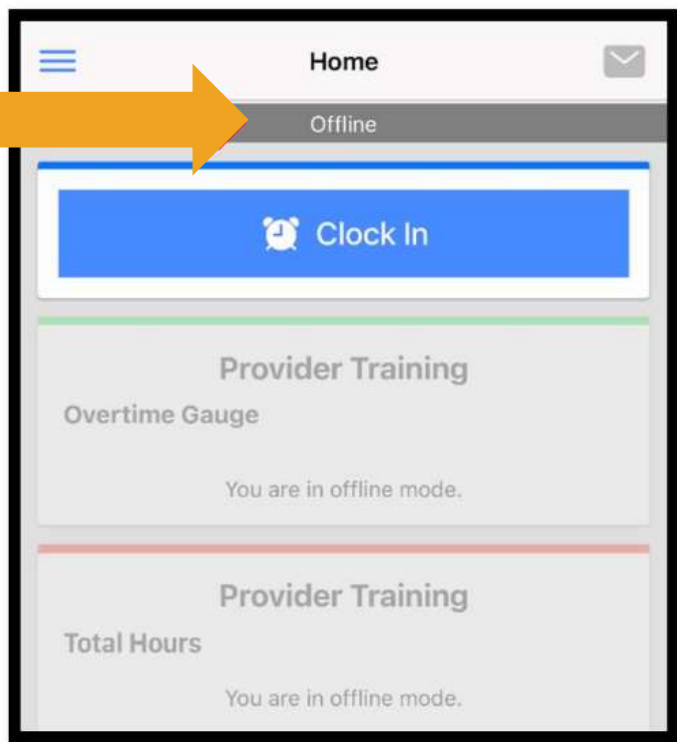 Home
Offline
Clock In
Provider Training
Overtime Gauge
You are in offline mode.
Provider Training
Total Hours
You are in offline mode.